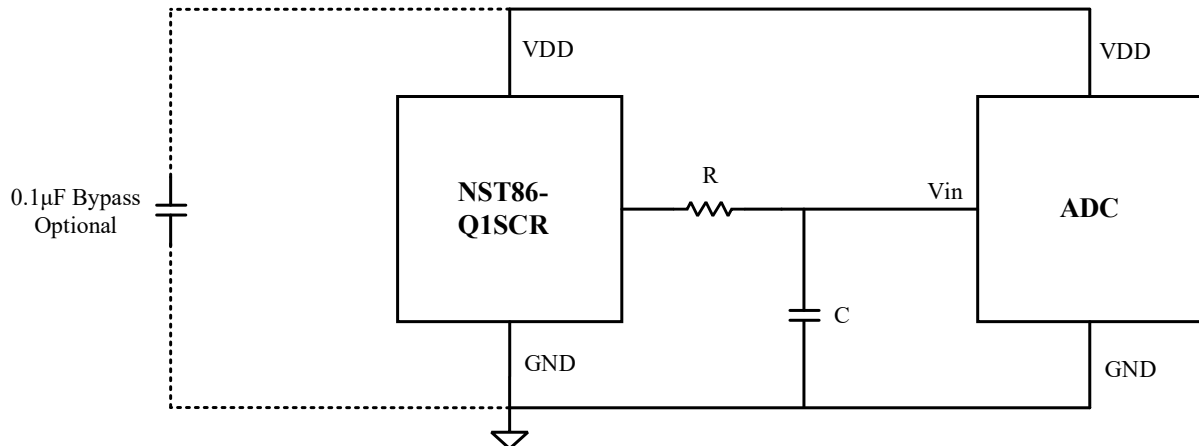 VDD
VDD
0.1μF Bypass
Optional
NST86-
Q1SCR
R
Vin
ADC
C
GND
GND